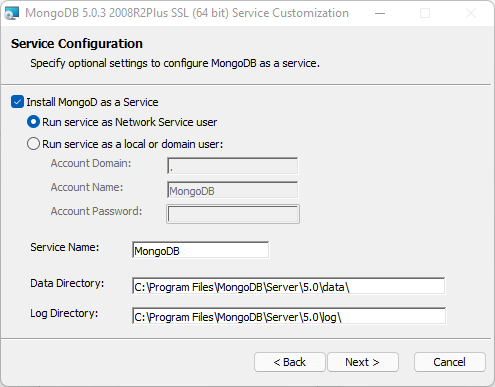 MongoDB 5.0.3 2008R2Plus SSL (64 bit) Service Customization
Service Configuration
Specify optional settings to configure MongoDB as a service.
Install MongoD as a Service
Run service as Network Service user
Run service as a local or domain user:
Account Domain: .
Account Name: MongoDB
Account Password:
Service Name: MongoDB
Data Directory: C:\Program Files\MongoDB\Server\5.0\data\
Log Directory: C:\Program Files\MongoDB\Server\5.0\log\
< Back Next > Cancel